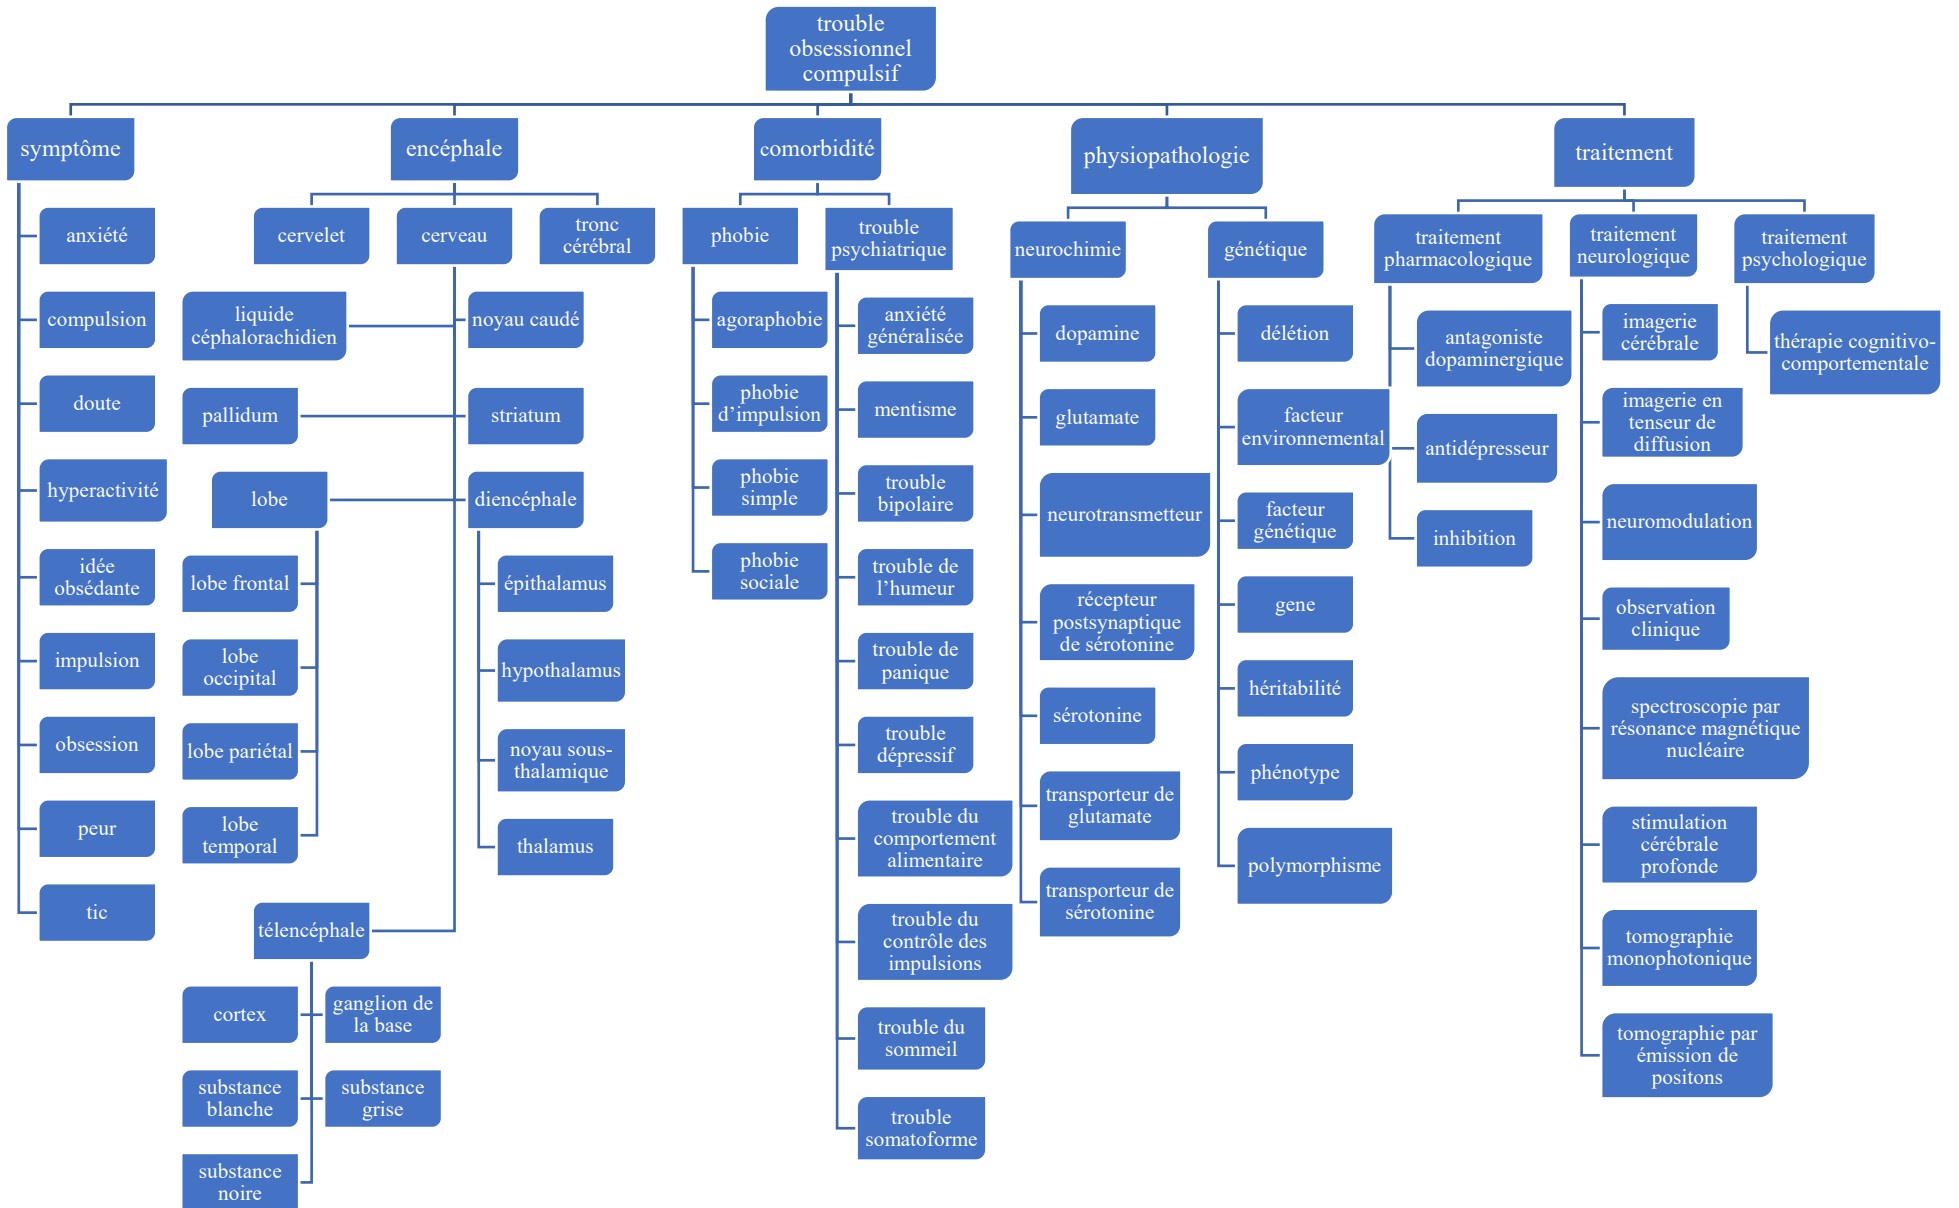 trouble
obsessionnel
compulsif
symptôme
anxiété
compulsion
doute
hyperactivité
idée
obsédante
impulsion
obsession
peur
tic
encéphale
cervelet
cerveau
tronc
cérébral
liquide
céphalorachidien
noyau caudé
pallidum
striatum
lobe
lobe frontal
lobe
occipital
lobe pariétal
lobe
temporal
diencéphale
épithalamus
hypothalamus
noyau sous-
thalamique
thalamus
télencéphale
cortex
ganglion de
la base
substance
blanche
substance
grise
substance
noire
comorbidité
phobie
agoraphobie
phobie
d’impulsion
phobie
simple
phobie
sociale
trouble
psychiatrique
anxiété
généralisée
mentisme
trouble
bipolaire
trouble de
l’humeur
trouble de
panique
trouble
dépressif
trouble du
comportement
alimentaire
trouble du
contrôle des
impulsions
trouble du
sommeil
trouble
somatoforme
physiopathologie
neurochimie
dopamine
glutamate
neurotransmetteur
récepteur
postsynaptique
de sérotonine
sérotonine
transporteur de
glutamate
transporteur de
sérotonine
génétique
délétion
facteur
environnemental
facteur
génétique
gene
héritabilité
phénotype
polymorphisme
traitement
traitement
pharmacologique
antagoniste
dopaminergique
antidépresseur
inhibition
traitement
neurologique
imagerie
cérébrale
imagerie en
tenseur de
diffusion
neuromodulation
observation
clinique
spectroscopie par
résonance magnétique
nucléaire
stimulation
cérébrale
profonde
tomographie
monophotonique
tomographie par
émission de
positons
traitement
psychologique
thérapie cognitivo-
comportementale